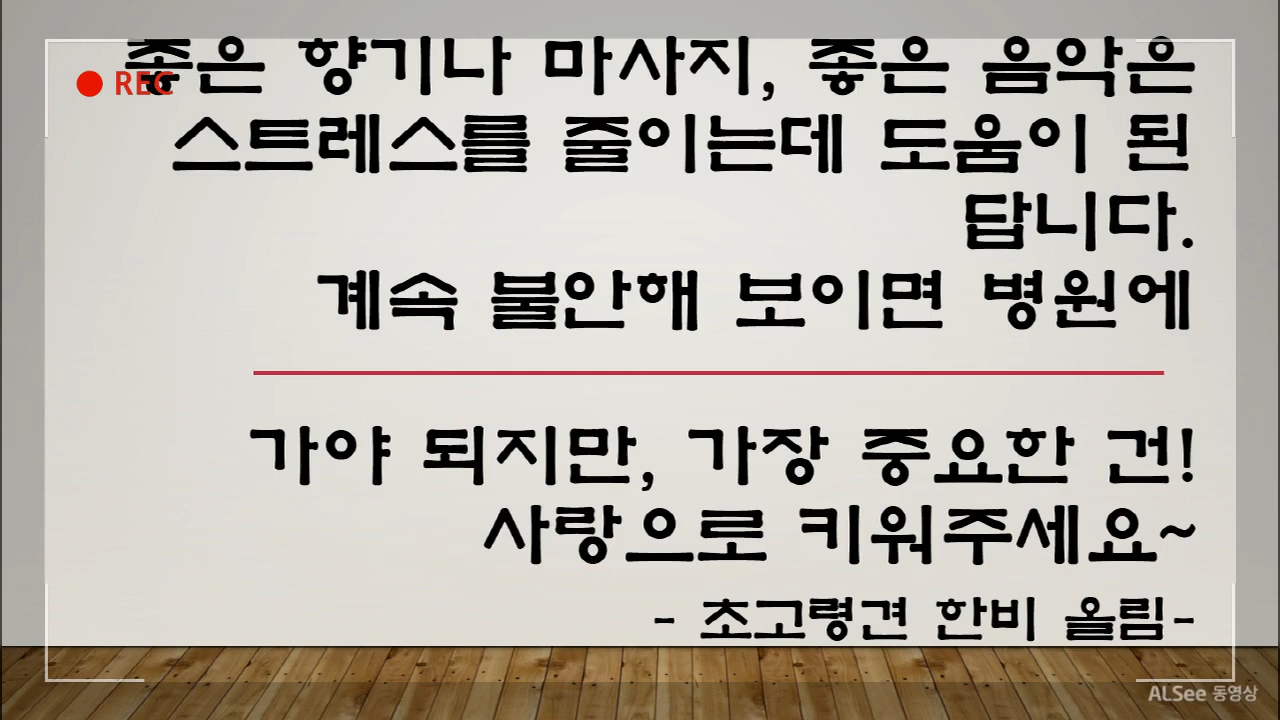 좋은 향기나 마사지, 좋은 음악은
REC
스트레스를 줄이는데 도움이 된
답니다.
계속 불안해 보이면 병원에
가야 되지만, 가장 중요한 건!
사랑으로 키워주세요~
- 초고령견 한비 올림-
ALSee 동영상